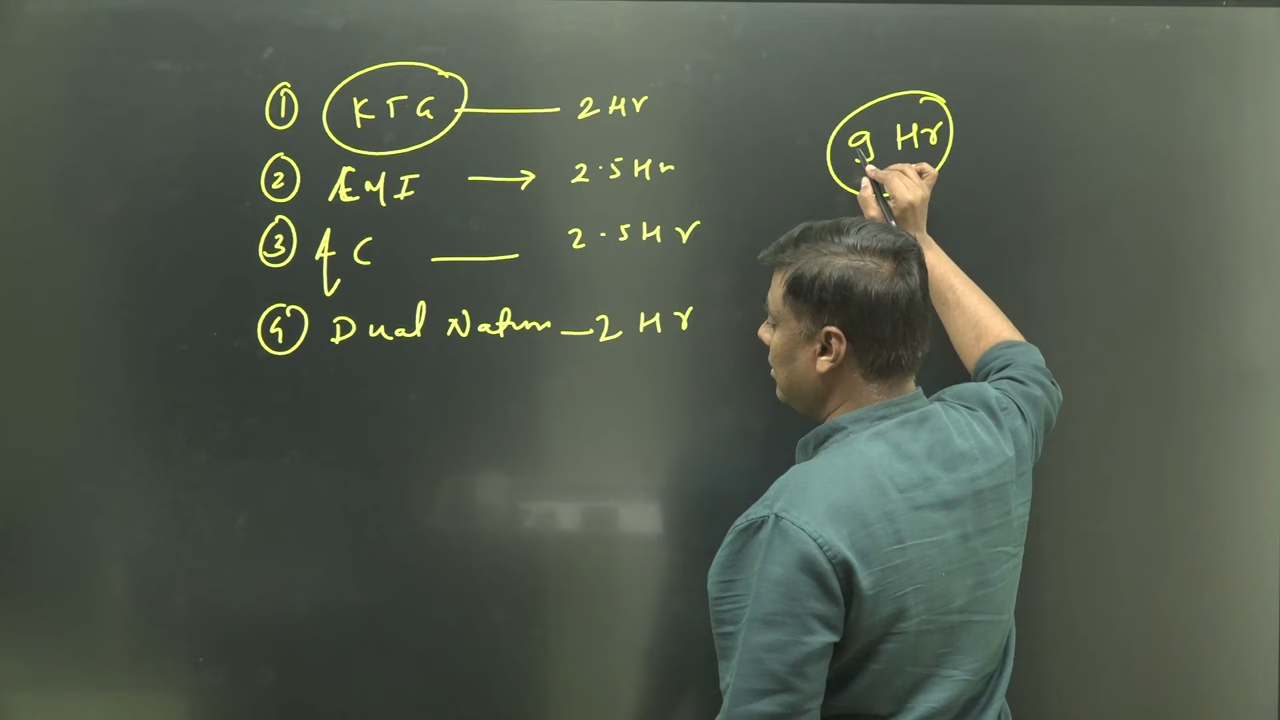 ① KTG — 2 Hr
② EMI → 2.5 Hr
③ AC — 2.5 Hr
④ Dual Nature — 2 Hr
9 Hr